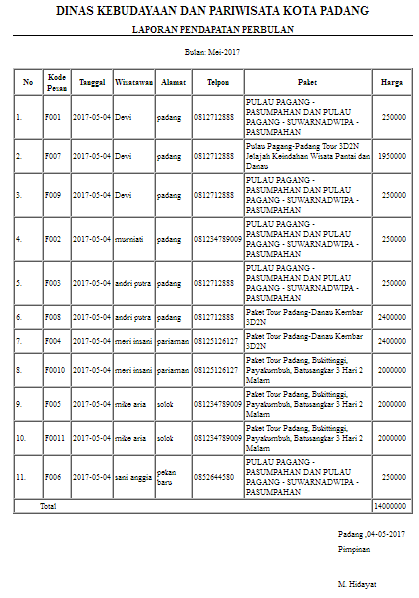 DINAS KEBUDAYAAN DAN PARIWISATA KOTA PADANG
LAPORAN PENDAPATAN PERBULAN
Bulan: Mei-2017
No Kode Pesan Tanggal Wisatawan Alamat Telpon Paket Harga
1. F001 2017-05-04 Devi padang 0812712888 PULAU PAGANG - PASUMPAHAN DAN PULAU PAGANG - SUWARNADWIPA - PASUMPAHAN 250000
2. F007 2017-05-04 Devi padang 0812712888 Pulau Pagang-Padang Tour 3D2N Jelajah Keindahan Wisata Pantai dan Danau 1950000
3. F009 2017-05-04 Devi padang 0812712888 PULAU PAGANG - PASUMPAHAN DAN PULAU PAGANG - SUWARNADWIPA - PASUMPAHAN 250000
4. F002 2017-05-04 murniati padang 081234789009 PULAU PAGANG - PASUMPAHAN DAN PULAU PAGANG - SUWARNADWIPA - PASUMPAHAN 250000
5. F003 2017-05-04 andri putra padang 0812712888 PULAU PAGANG - PASUMPAHAN DAN PULAU PAGANG - SUWARNADWIPA - PASUMPAHAN 250000
6. F008 2017-05-04 andri putra padang 0812712888 Paket Tour Padang-Danau Kembar 3D2N 2400000
7. F004 2017-05-04 meri insani pariaman 08125126127 Paket Tour Padang-Danau Kembar 3D2N 2400000
8. F0010 2017-05-04 meri insani pariaman 08125126127 Paket Tour Padang, Bukittinggi, Payakumbuh, Batusangkar 3 Hari 2 Malam 2000000
9. F005 2017-05-04 mike aria solok 081234789009 Paket Tour Padang, Bukittinggi, Payakumbuh, Batusangkar 3 Hari 2 Malam 2000000
10. F0011 2017-05-04 mike aria solok 081234789009 Paket Tour Padang, Bukittinggi, Payakumbuh, Batusangkar 3 Hari 2 Malam 2000000
11. F006 2017-05-04 sani anggia pekan baru 0852644580 PULAU PAGANG - PASUMPAHAN DAN PULAU PAGANG - SUWARNADWIPA - PASUMPAHAN 250000
Total 14000000
Padang ,04-05-2017
Pimpinan
M. Hidayat